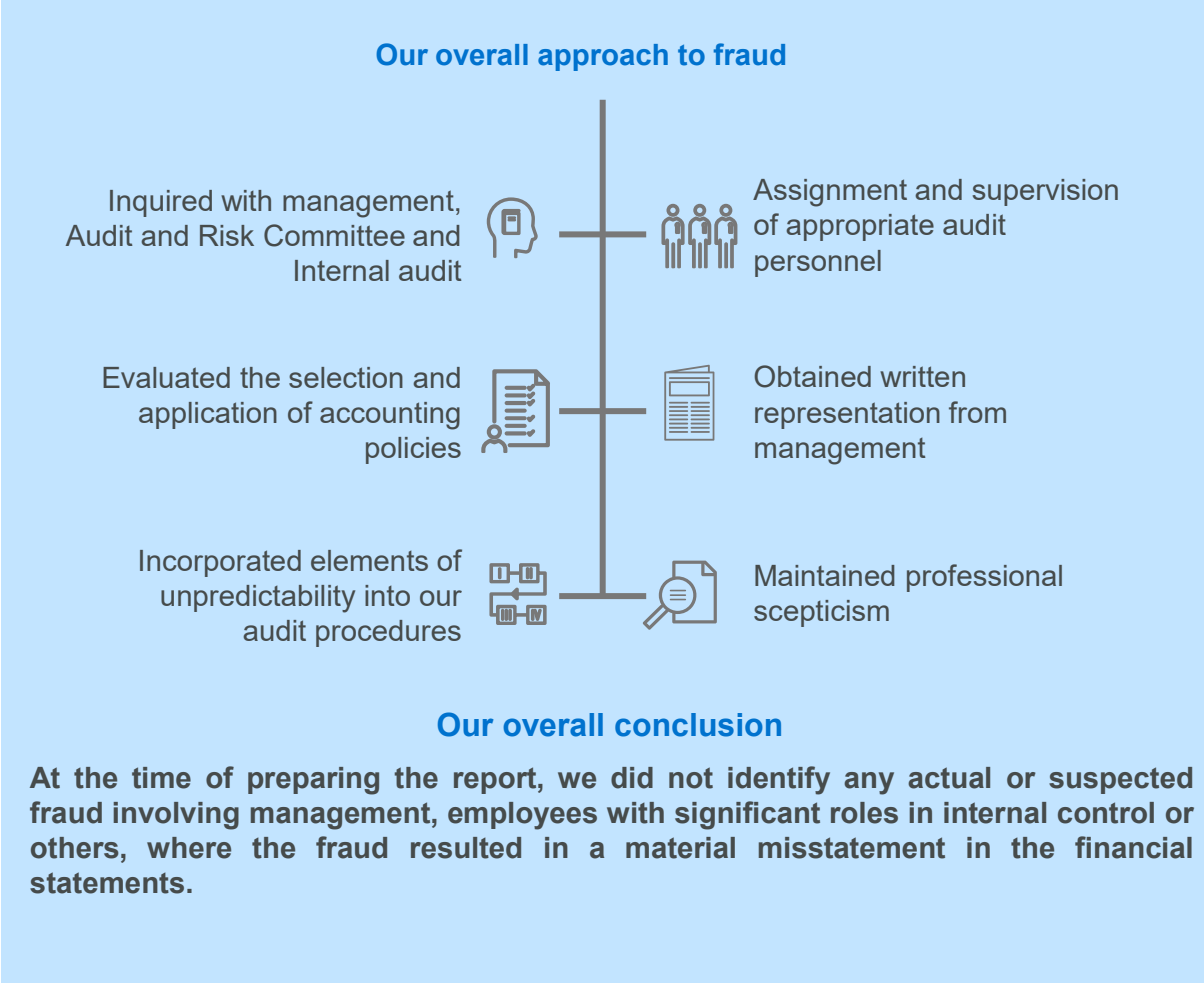 Our overall approach to fraud
Inquired with management,
Audit and Risk Committee and
Internal audit
Assignment and supervision
of appropriate audit
personnel
Evaluated the selection and
application of accounting
policies
Obtained written
representation from
management
Incorporated elements of
unpredictability into our
audit procedures
I
II
III
IV
Maintained professional
scepticism
Our overall conclusion
At the time of preparing the report, we did not identify any actual or suspected
fraud involving management, employees with significant roles in internal control or
others, where the fraud resulted in a material misstatement in the financial
statements.